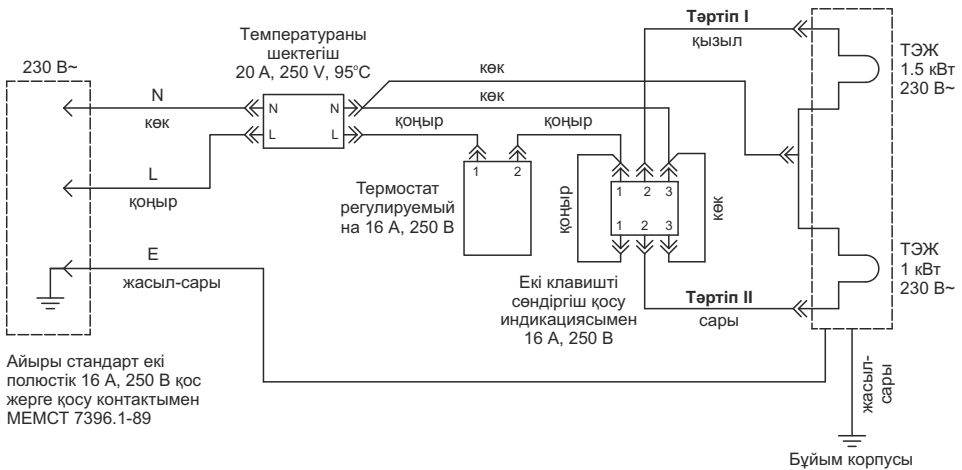 230 В~
N
көк
L
қоңыр
E
жасыл-сары
Айыры стандарт екі
полюстік 16 А, 250 В қос
жерге қосу контактымен
МЕМСТ 7396.1-89
Температураны
шектегіш
20 А, 250 V, 95°С
N
N
L
L
көк
көк
қоңыр
қоңыр
1
2
Термостат
регулируемый
на 16 А, 250 В
қоңыр
1
2
3
1
2
3
көк
Екі клавишті
сөндіргіш қосу
индикациясымен
16 А, 250 В
Тәртіп I
қызыл
Тәртіп II
сары
ТЭЖ
1.5 кВт
230 В~
ТЭЖ
1 кВт
230 В~
жасыл-
сары
Бұйым корпусы